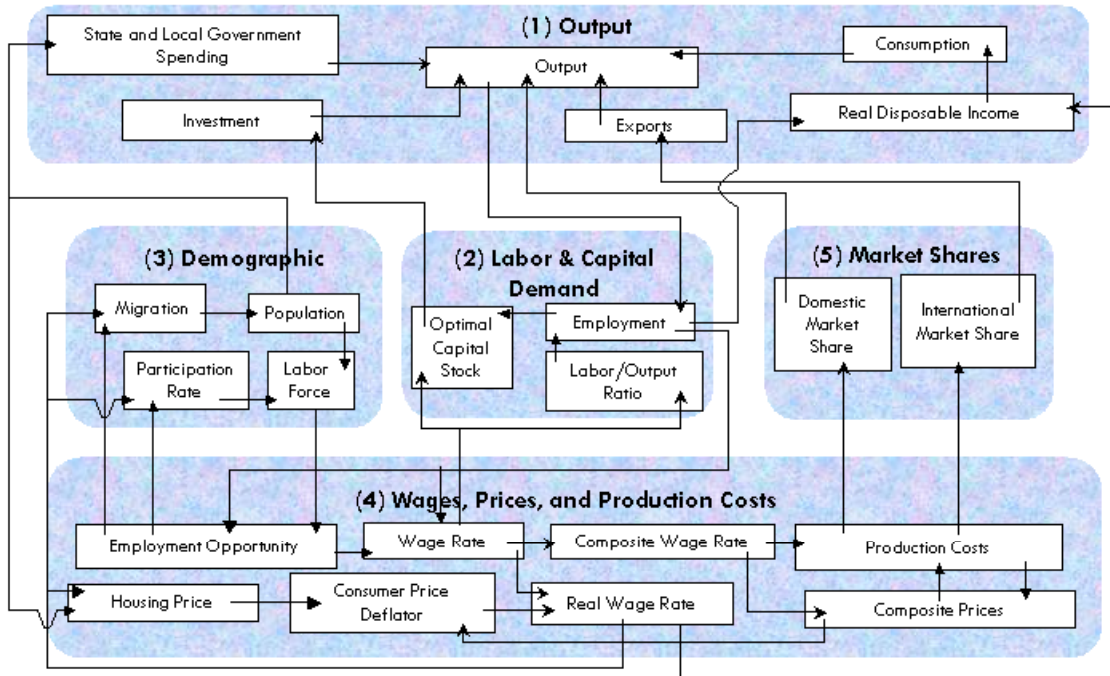 (1) Output
State and Local Government
Spending
Output
Consumption
Investment
Exports
Real Disposable Income
(3) Demographic
Migration
Population
Participation
Rate
Labor
Force
(2) Labor & Capital
Demand
Optimal
Capital
Stock
Employment
Labor/Output
Ratio
(5) Market Shares
Domestic
Market
Share
International
Market Share
(4) Wages, Prices, and Production Costs
Employment Opportunity
Wage Rate
Composite Wage Rate
Production Costs
Housing Price
Consumer Price
Deflator
Real Wage Rate
Composite Prices